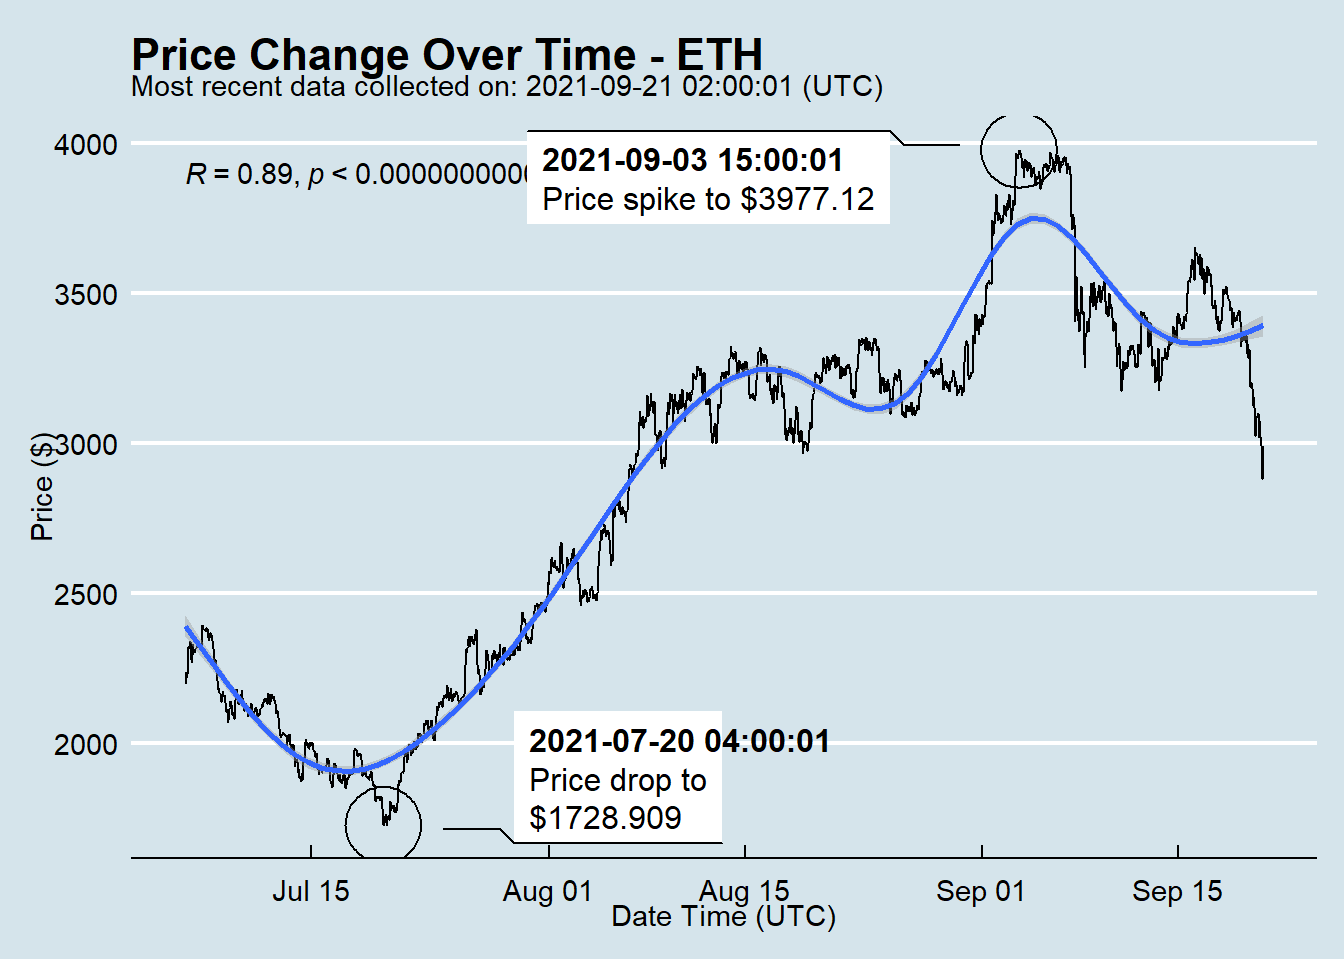 Price Change Over Time - ETH
Most recent data collected on: 2021-09-21 02:00:01 (UTC)
4000
R = 0.89, p < 0.0000000000
2021-09-03 15:00:01
Price spike to $3977.12
3500
3000
Price ($)
2500
2000
2021-07-20 04:00:01
Price drop to
$1728.909
Jul 15
Aug 01
Aug 15
Sep 01
Sep 15
Date Time (UTC)